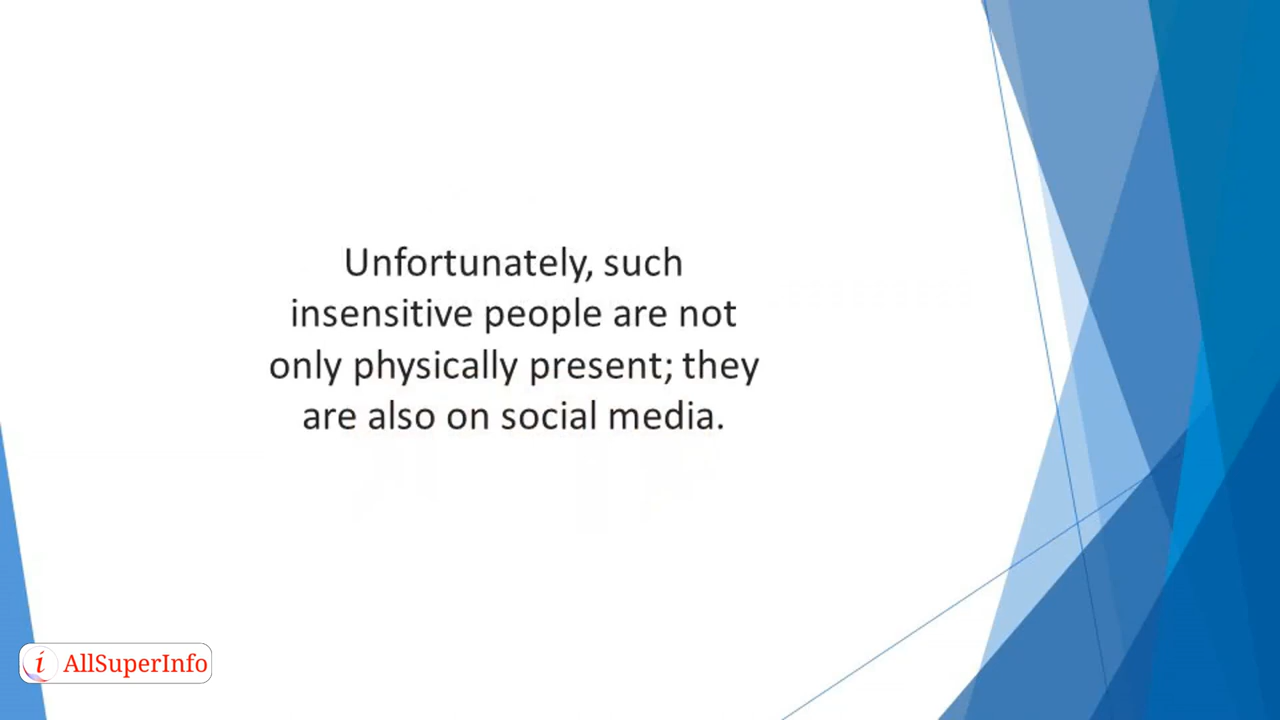 Unfortunately, such
insensitive people are not
only physically present; they
are also on social media.
i AllSuperInfo